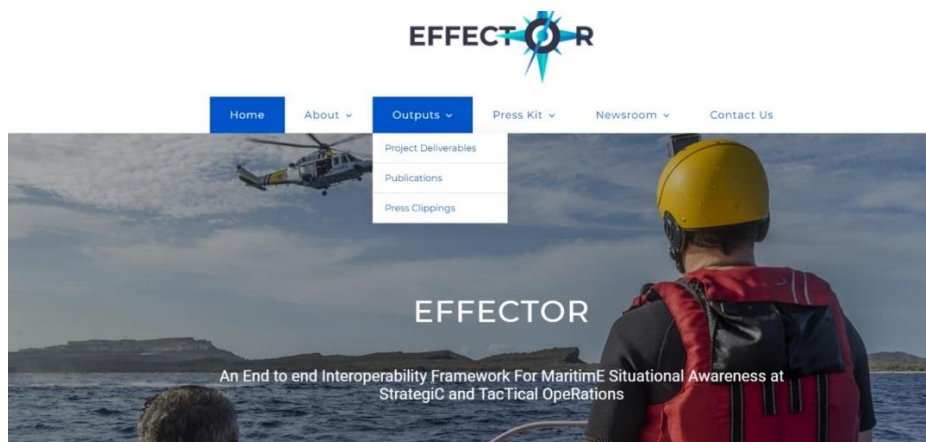 EFFECTOR
Home About Outputs Press Kit Newsroom Contact Us
Project Deliverables
Publications
Press Clippings
EFFECTOR
An End to end Interoperability Framework For MaritimE Situational Awareness at
StrategiC and TacTical OpeRations